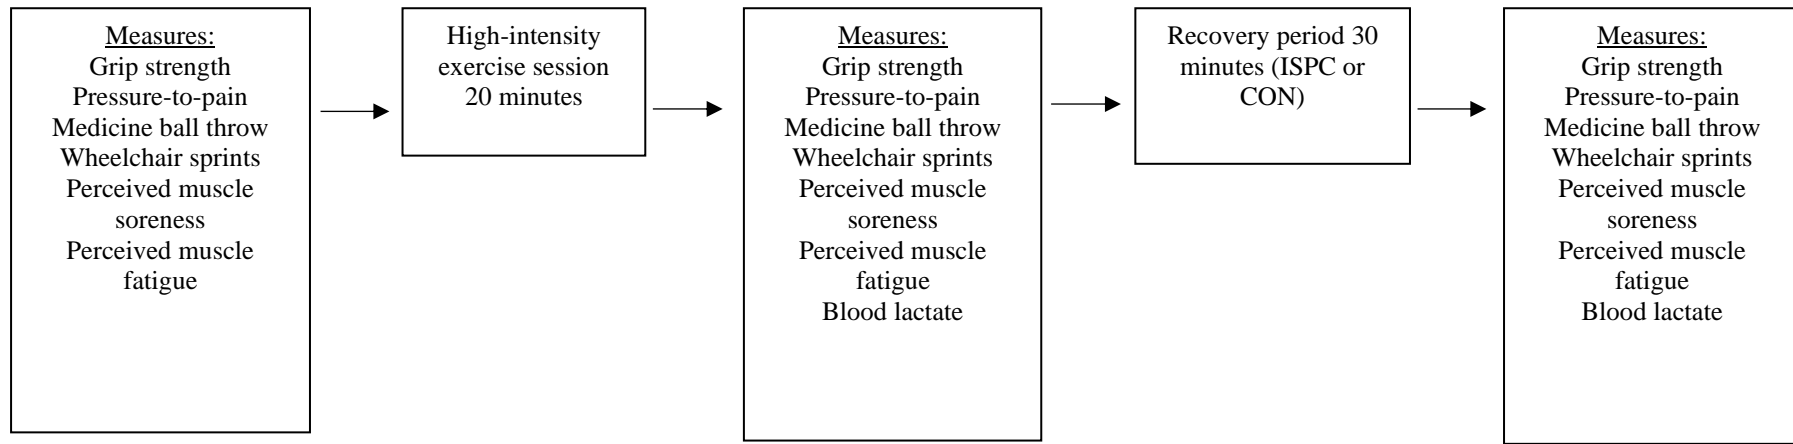 Measures:
Grip strength
Pressure-to-pain
Medicine ball throw
Wheelchair sprints
Perceived muscle
soreness
Perceived muscle
fatigue
High-intensity
exercise session
20 minutes
Measures:
Grip strength
Pressure-to-pain
Medicine ball throw
Wheelchair sprints
Perceived muscle
soreness
Perceived muscle
fatigue
Blood lactate
Recovery period 30
minutes (ISPC or
CON)
Measures:
Grip strength
Pressure-to-pain
Medicine ball throw
Wheelchair sprints
Perceived muscle
soreness
Perceived muscle
fatigue
Blood lactate